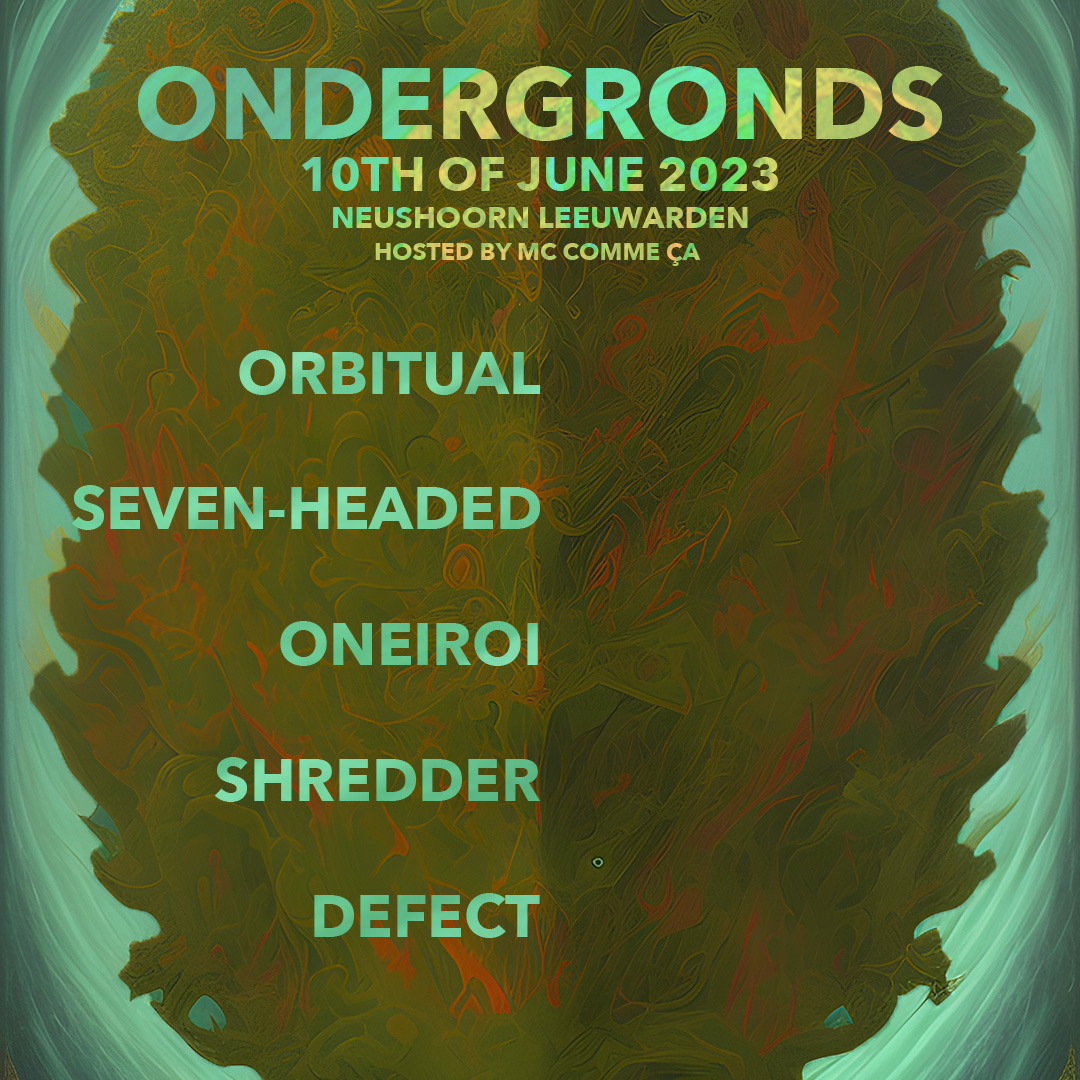 ONDERGRONDS
10TH OF JUNE 2023
NEUSHOORN LEEUWARDEN
HOSTED BY MC COMME ÇA
ORBITUAL
SEVEN-HEADED
ONEIROI
SHREDDER
DEFECT